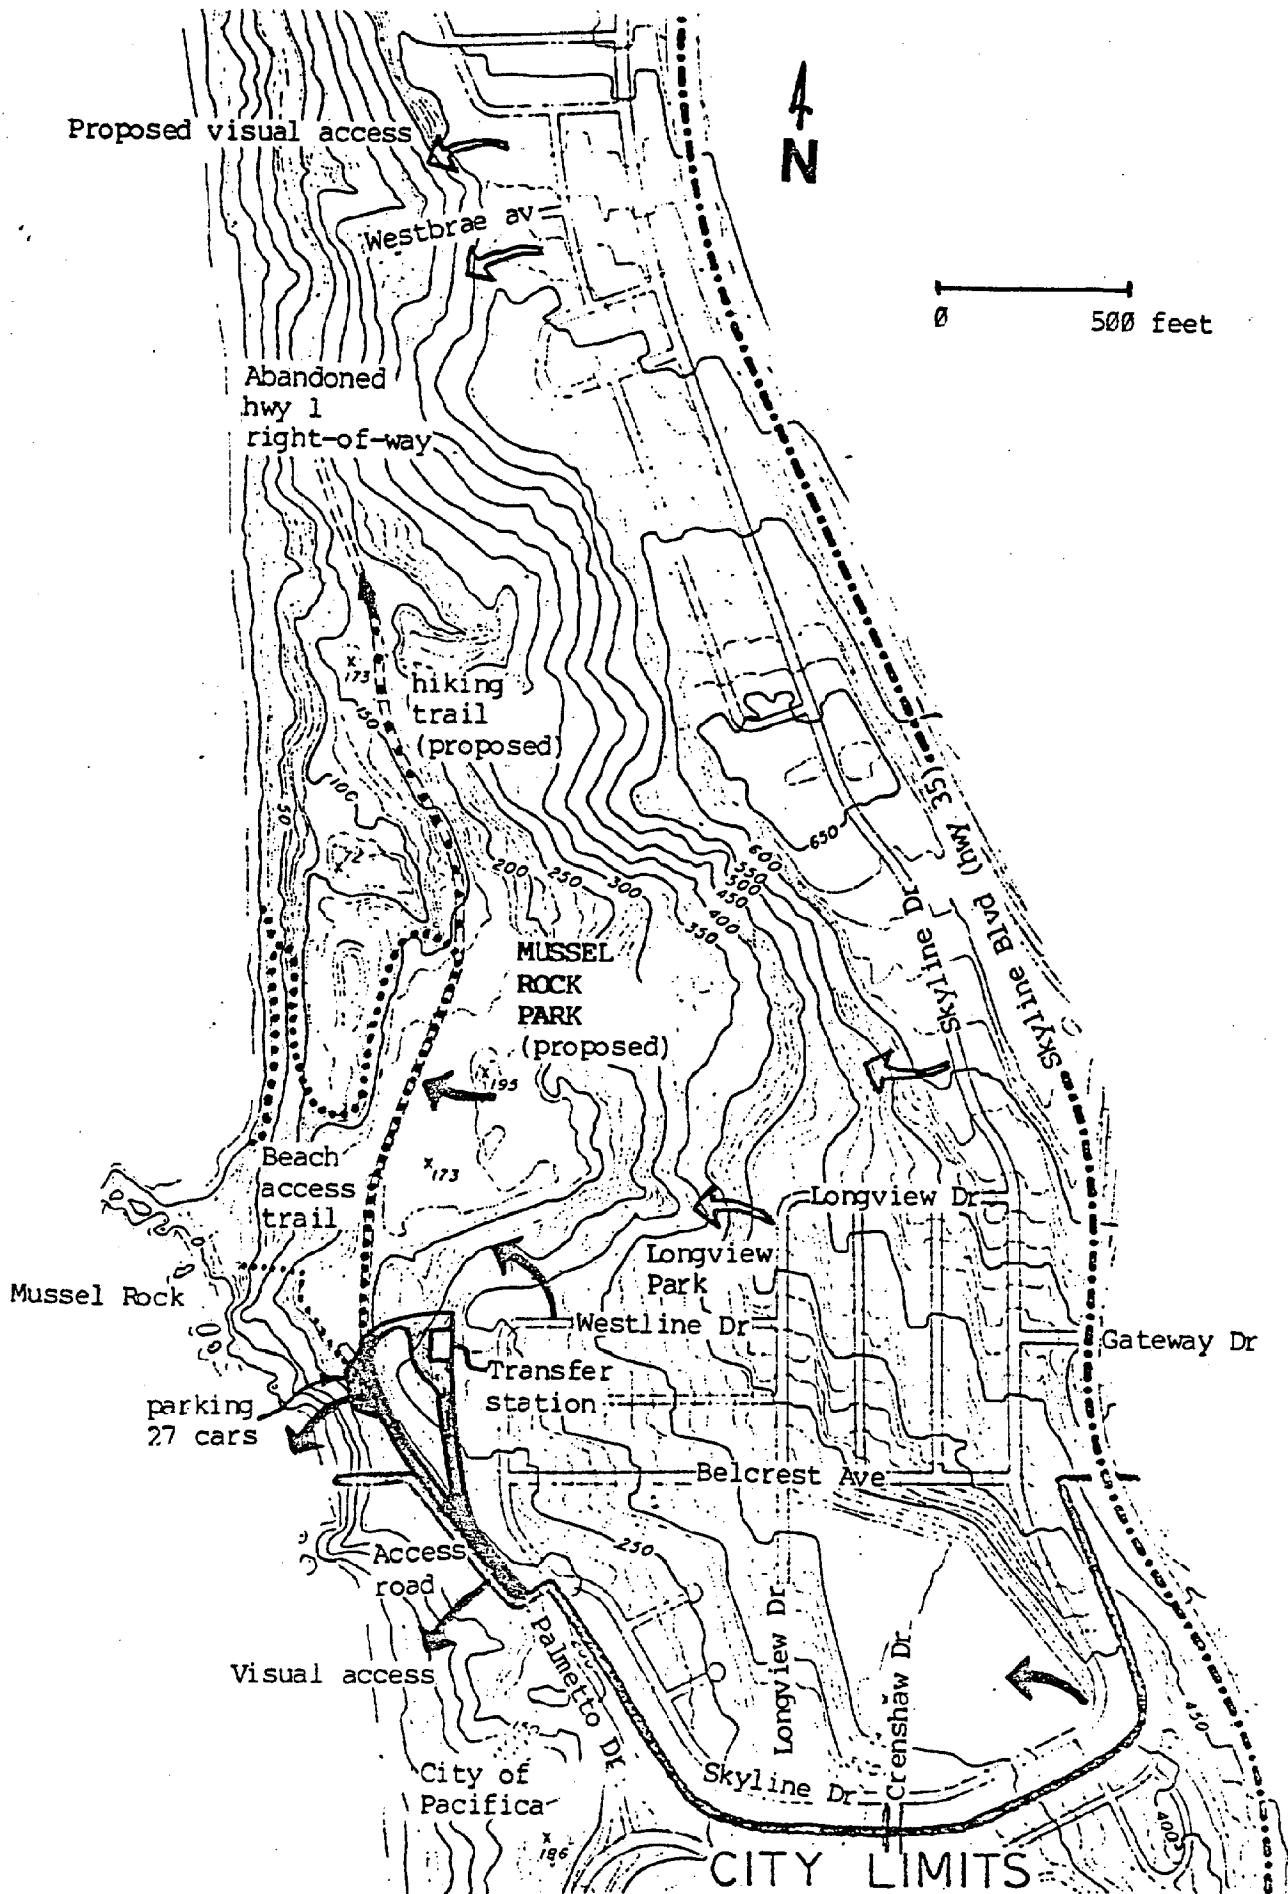 Proposed visual access
N
Westbrae av
0 500 feet
Abandoned
hwy 1
right-of-way
x
173
hiking
trail
(proposed)
150
100
50
72
200 250 300
350
400
450
500
550
600
650
Skyline Dr
Skyline Blvd (hwy 35)
MUSSEL
ROCK
PARK
(proposed)
x
195
x
173
Beach
access
trail
Longview Dr
Longview
Park
Mussel Rock
Westline Dr
Gateway Dr
Transfer
station
parking
27 cars
Belcrest Ave
250
Access
road
Palmetto Dr
200
Visual access
Longview Dr
Crenshaw Dr
450
150
City of
Pacifica
Skyline Dr
400
x
186
CITY LIMITS